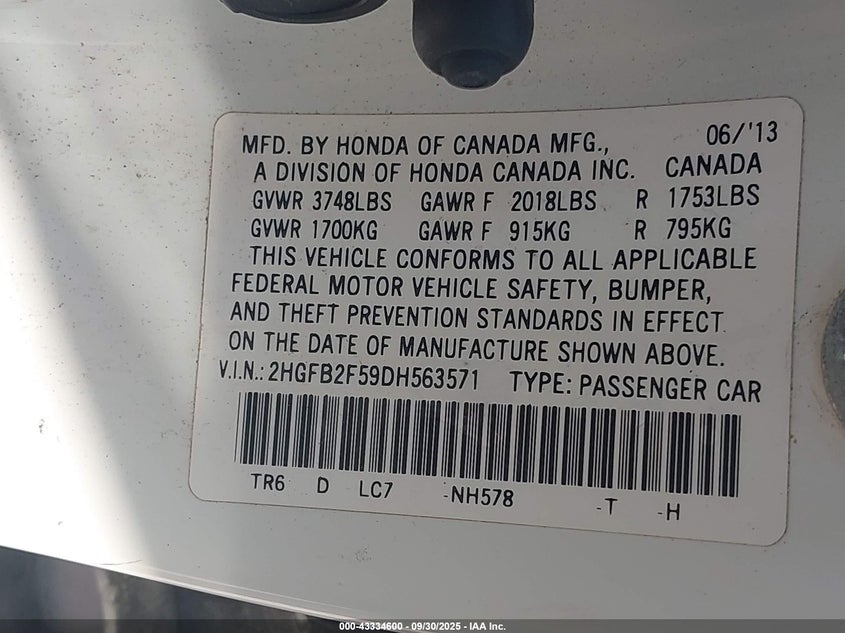 MFD. BY HONDA OF CANADA MFG., 06/'13
A DIVISION OF HONDA CANADA INC. CANADA
GVWR 3748LBS GAWR F 2018LBS R 1753LBS
GVWR 1700KG GAWR F 915KG R 795KG
THIS VEHICLE CONFORMS TO ALL APPLICABLE
FEDERAL MOTOR VEHICLE SAFETY, BUMPER,
AND THEFT PREVENTION STANDARDS IN EFFECT
ON THE DATE OF MANUFACTURE SHOWN ABOVE.
V.I.N.: 2HGFB2F59DH563571 TYPE: PASSENGER CAR
TR6 D LC7 -NH578 -T -H
000-43334600 - 09/30/2025 - IAA Inc.